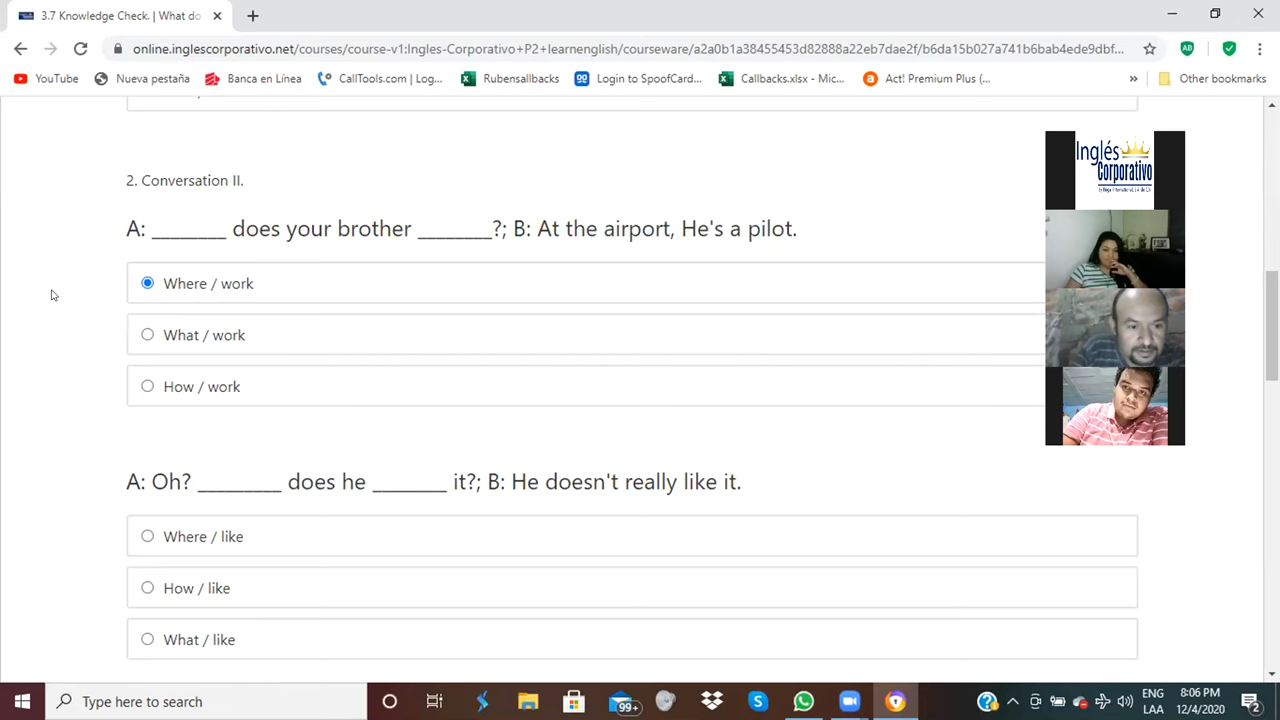 3.7 Knowledge Check. | What do
online.inglescorporativo.net/courses/course-v1:Ingles-Corporativo+P2+learnenglish/courseware/a2a0b1a38455453d82888a22eb7dae2f/b6da15b027a741b6bab4ede9dbf...
YouTube
Nueva pestaña
Banca en Línea
CallTools.com | Log...
Rubensallbacks
Login to SpoofCard...
Callbacks.xlsx - Mic...
Act! Premium Plus (...
Other bookmarks
Inglés
Corporativo
2. Conversation II.
A: ________ does your brother ________?; B: At the airport, He's a pilot.
Where / work
What / work
How / work
A: Oh? _________ does he ________ it?; B: He doesn't really like it.
Where / like
How / like
What / like
Type here to search
99+
ENG
LAA
8:06 PM
12/4/2020
2